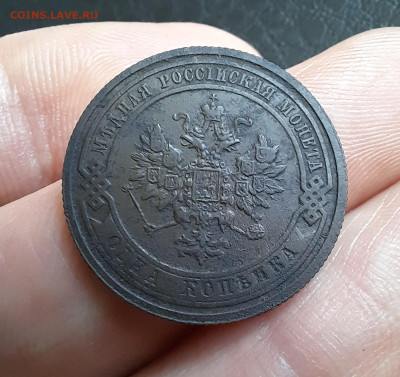 COINS.LAVE.RU
МѢДНАЯ РОССІЙСКАЯ МОНЕТА
ОДНА КОПѢЙКА